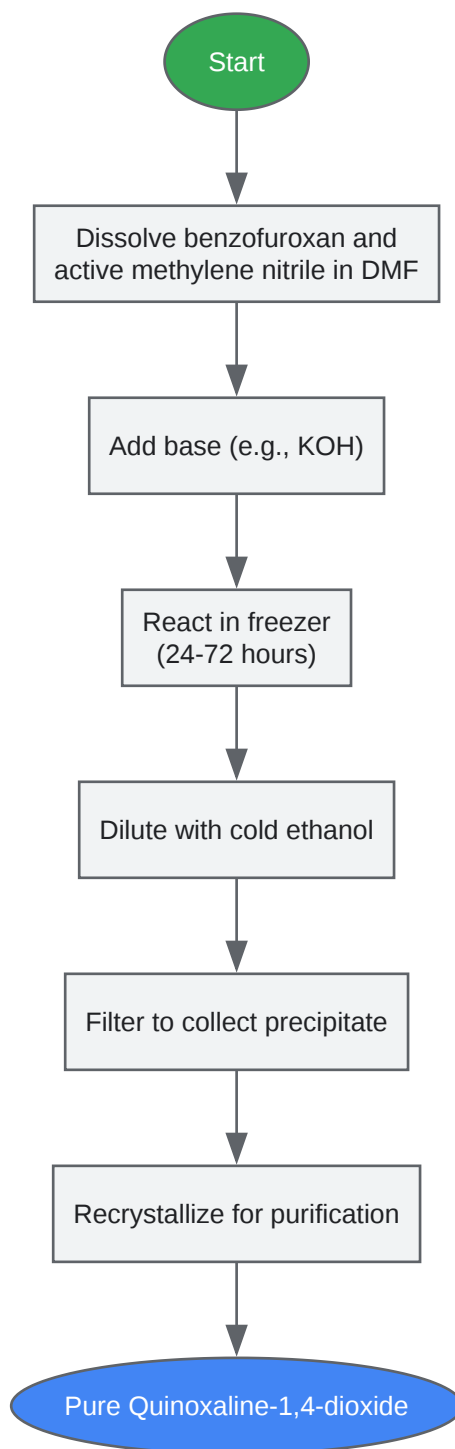 Start
Dissolve benzofuroxan and
active methylene nitrile in DMF
Add base (e.g., KOH)
React in freezer
(24-72 hours)
Dilute with cold ethanol
Filter to collect precipitate
Recrystallize for purification
Pure Quinoxaline-1,4-dioxide